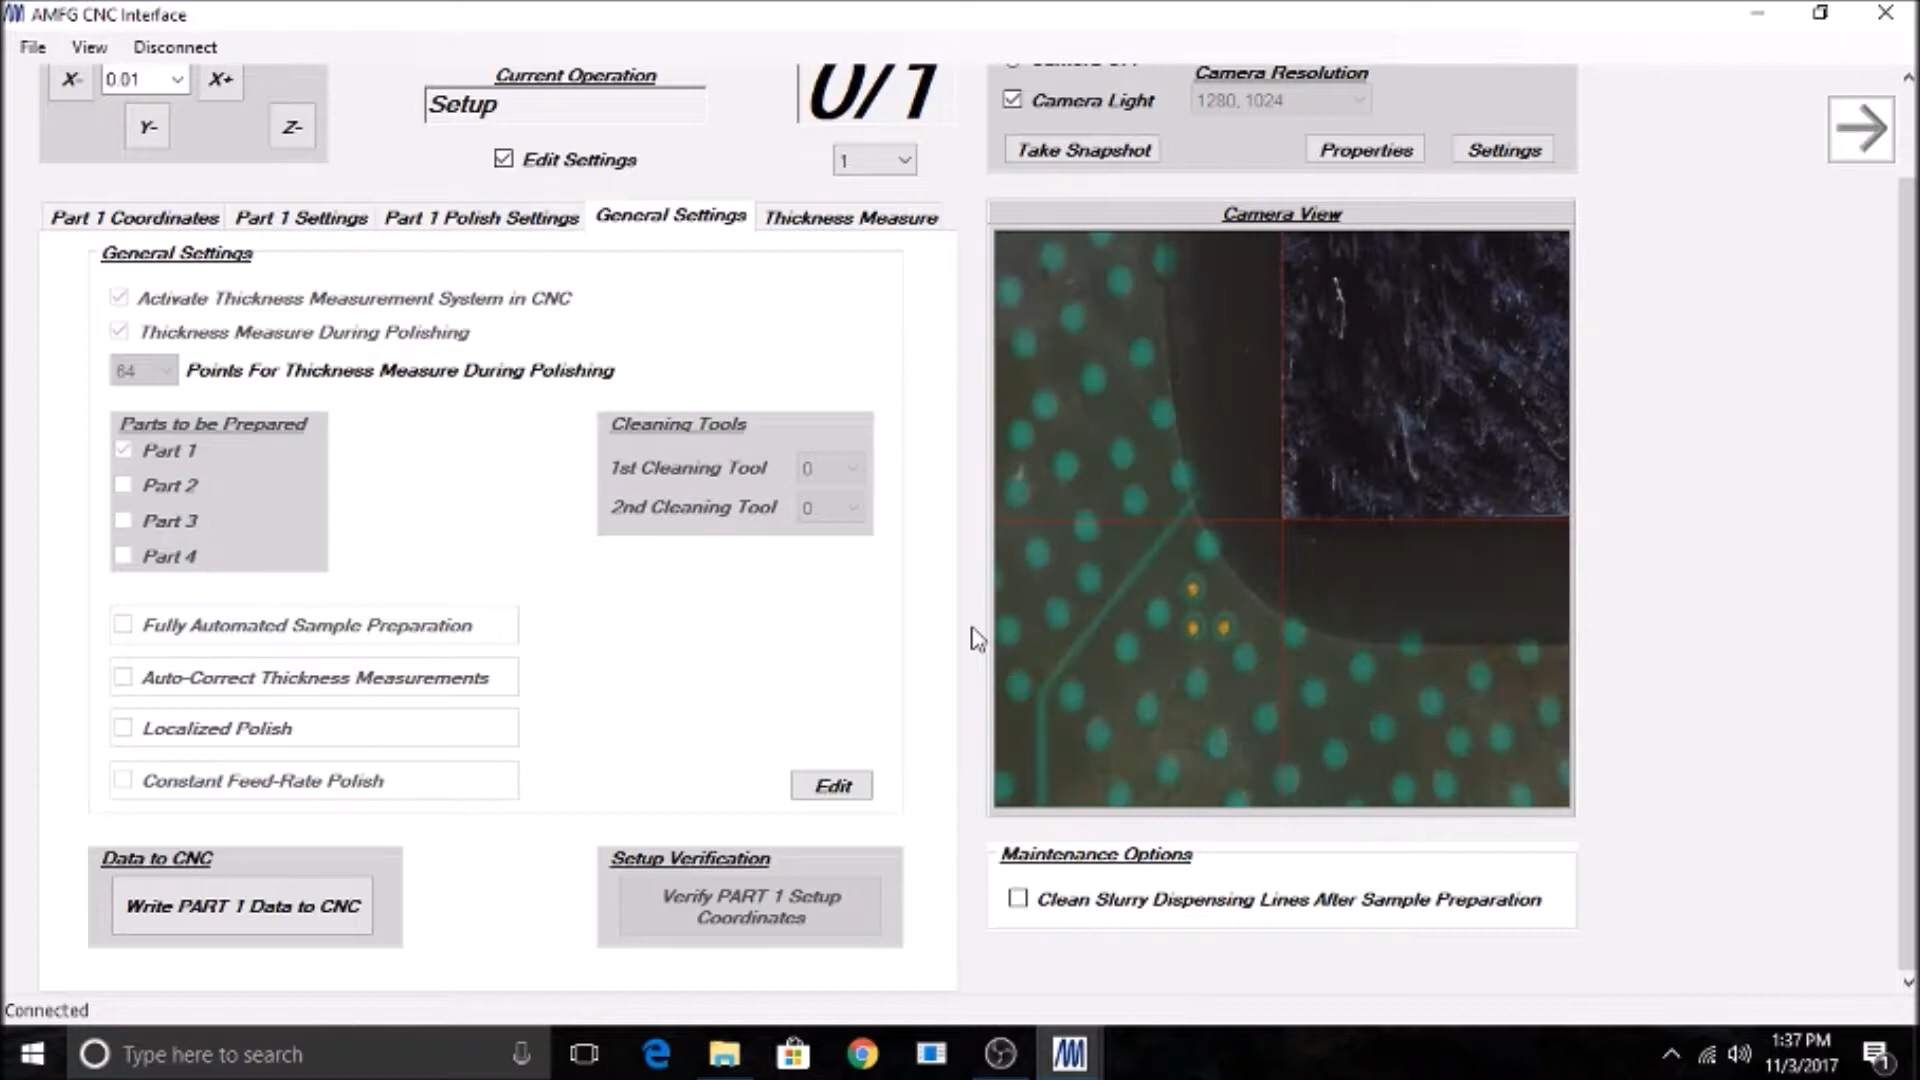 AMFG CNC Interface
File View Disconnect
X- 0.01 X+
Y- Z-
Current Operation
Setup
Edit Settings
0/1
1
Camera Light
Camera Resolution
1280, 1024
Take Snapshot Properties Settings
Part 1 Coordinates Part 1 Settings Part 1 Polish Settings General Settings Thickness Measure
General Settings
Activate Thickness Measurement System in CNC
Thickness Measure During Polishing
64 Points For Thickness Measure During Polishing
Parts to be Prepared
Part 1
Part 2
Part 3
Part 4
Cleaning Tools
1st Cleaning Tool 0
2nd Cleaning Tool 0
Fully Automated Sample Preparation
Auto-Correct Thickness Measurements
Localized Polish
Constant Feed-Rate Polish
Edit
Data to CNC
Write PART 1 Data to CNC
Setup Verification
Verify PART 1 Setup
Coordinates
Camera View
Maintenance Options
Clean Slurry Dispensing Lines After Sample Preparation
Connected
Type here to search
1:37 PM
11/3/2017
1